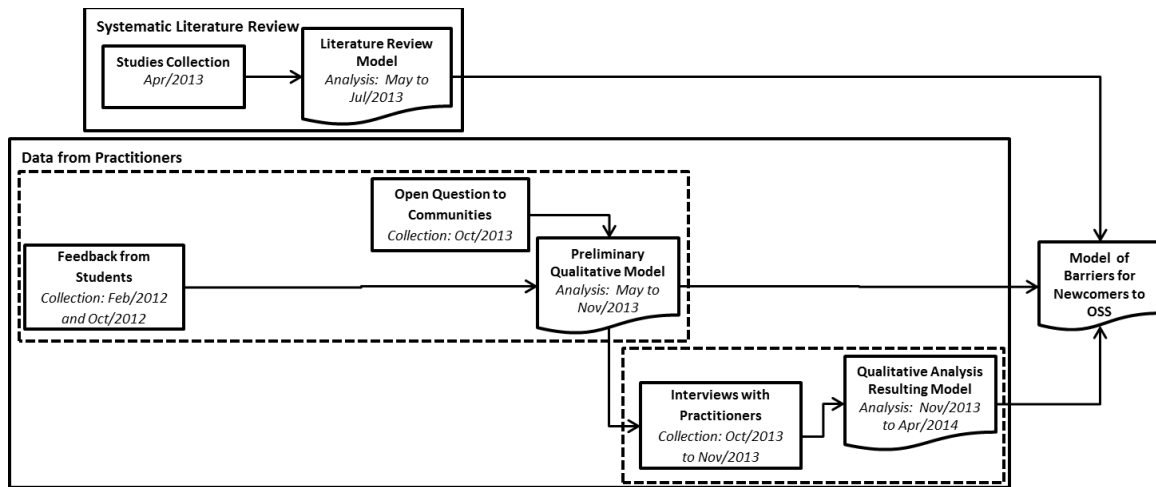 Systematic Literature Review
Studies Collection
Apr/2013
Literature Review
Model
Analysis: May to
Jul/2013
Data from Practitioners
Open Question to
Communities
Collection: Oct/2013
Feedback from
Students
Collection: Feb/2012
and Oct/2012
Preliminary
Qualitative Model
Analysis: May to
Nov/2013
Model of
Barriers for
Newcomers to
OSS
Interviews with
Practitioners
Collection: Oct/2013
to Nov/2013
Qualitative Analysis
Resulting Model
Analysis: Nov/2013
to Apr/2014